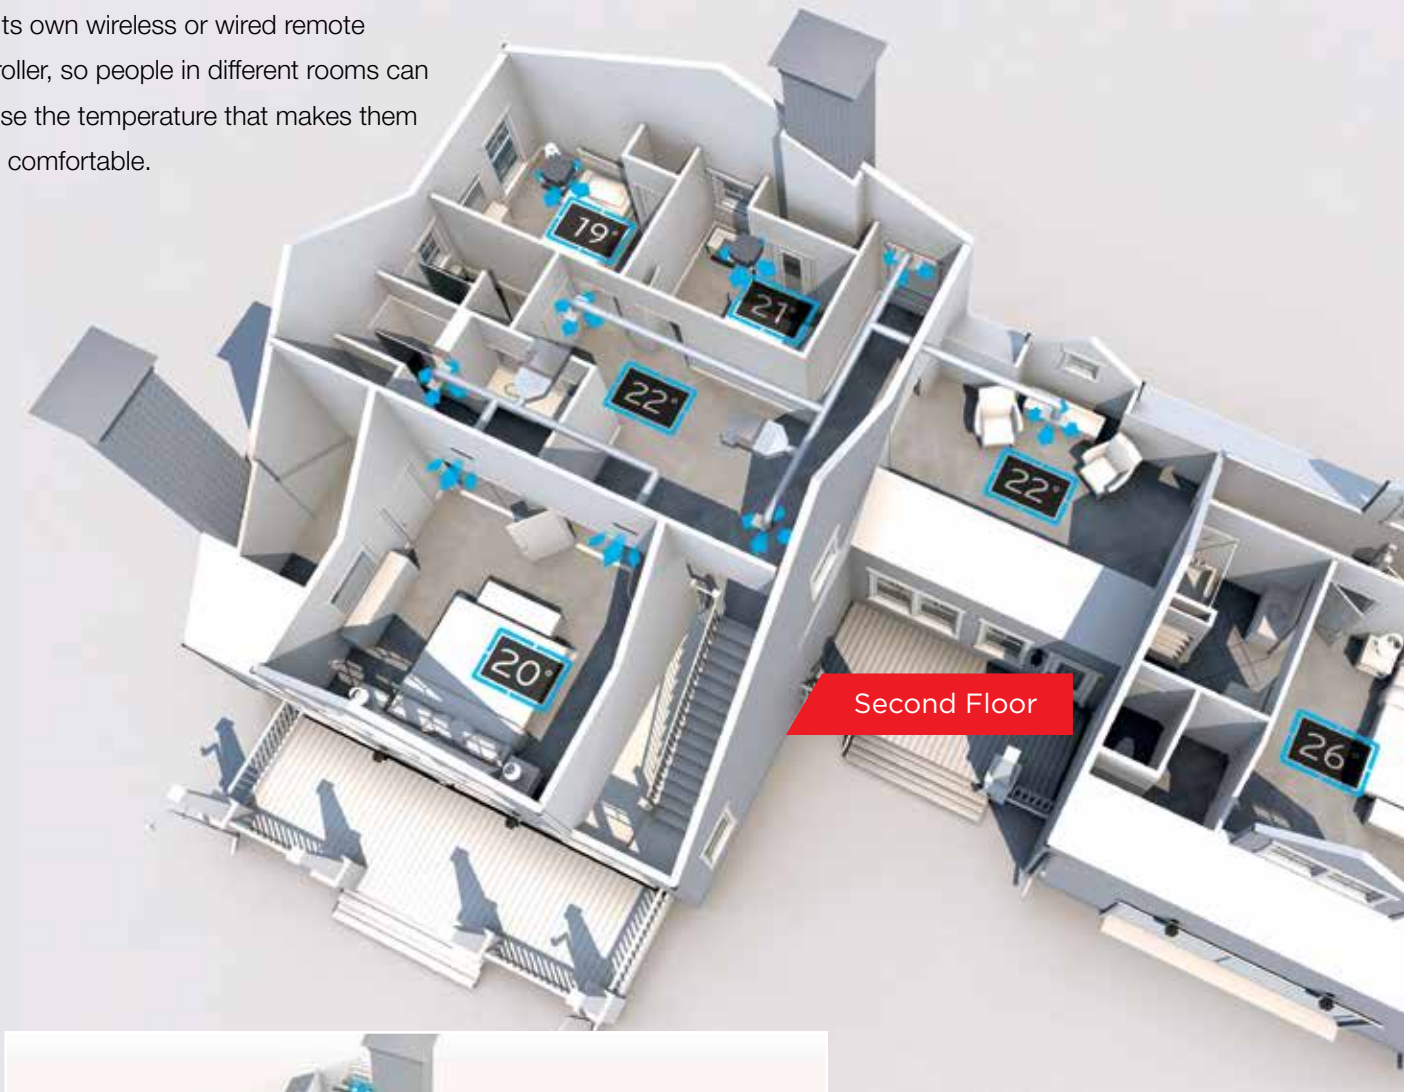 ts own wireless or wired remote
roller, so people in different rooms can
se the temperature that makes them
comfortable.
19°
21°
22°
22°
20°
Second Floor
26°